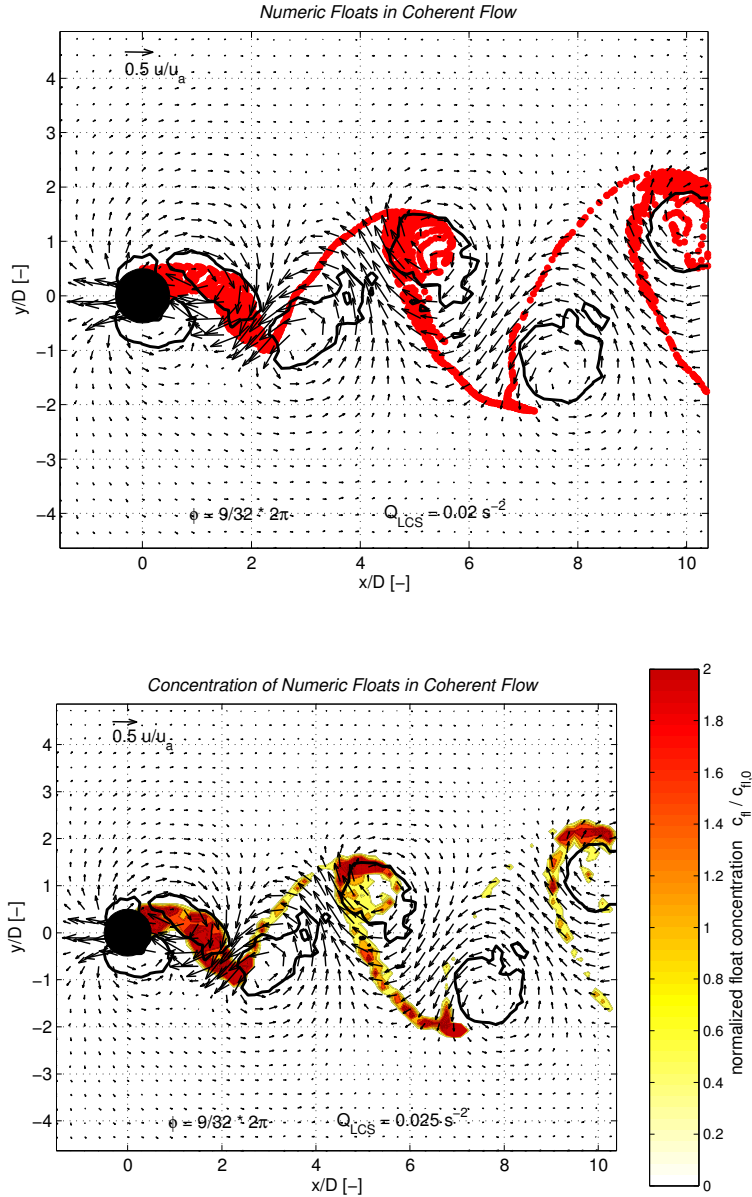 Numeric Floats in Coherent Flow
0.5 u/u_a
4
3
2
1
0
−1
−2
−3
−4
y/D [−]
ϕ = 9/32 * 2π
Q_LCS = 0.02 s^−2
0 2 4 6 8 10
x/D [−]
Concentration of Numeric Floats in Coherent Flow
0.5 u/u_a
4
3
2
1
0
−1
−2
−3
−4
y/D [−]
ϕ = 9/32 * 2π
Q_LCS = 0.025 s^−2
0 2 4 6 8 10
x/D [−]
2
1.8
1.6
1.4
1.2
1
0.8
0.6
0.4
0.2
0
normalized float concentration c_fl / c_fl,0